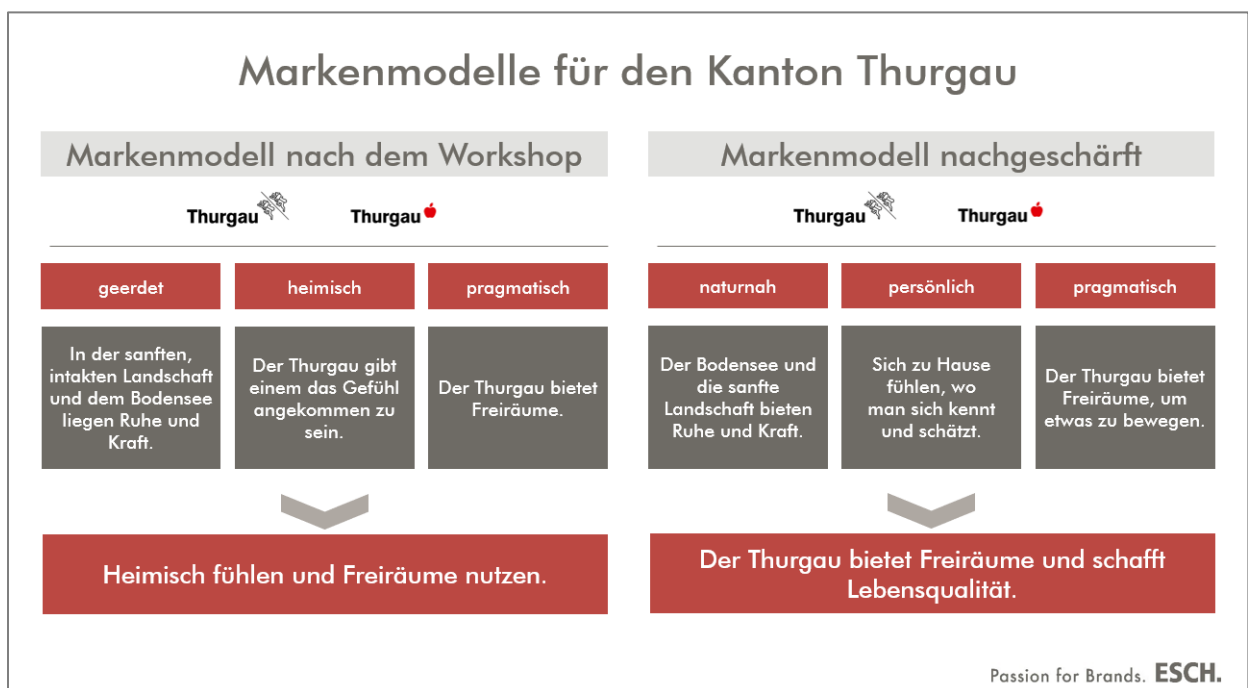 Markenmodelle für den Kanton Thurgau
Markenmodell nach dem Workshop
Thurgau
Thurgau
geerdet
heimisch
pragmatisch
In der sanften,
intakten Landschaft
und dem Bodensee
liegen Ruhe und
Kraft.
Der Thurgau gibt
einem das Gefühl
angekommen zu
sein.
Der Thurgau bietet
Freiräume.
Heimisch fühlen und Freiräume nutzen.
Markenmodell nachgeschärft
Thurgau
Thurgau
naturnah
persönlich
pragmatisch
Der Bodensee und
die sanfte
Landschaft bieten
Ruhe und Kraft.
Sich zu Hause
fühlen, wo
man sich kennt
und schätzt.
Der Thurgau bietet
Freiräume, um
etwas zu bewegen.
Der Thurgau bietet Freiräume und schafft
Lebensqualität.
Passion for Brands. ESCH.